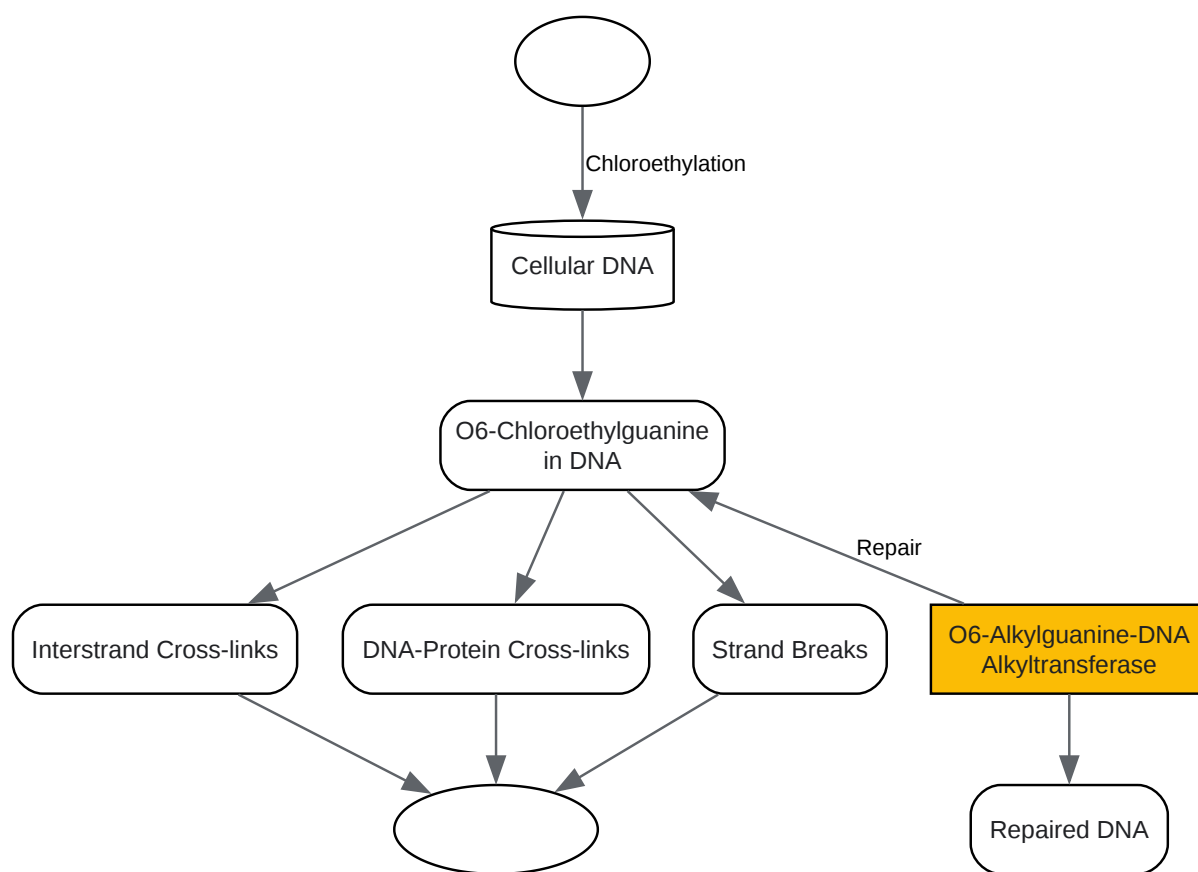 Chloroethylation
Cellular DNA
O6-Chloroethylguanine
in DNA
Repair
Interstrand Cross-links
DNA-Protein Cross-links
Strand Breaks
O6-Alkylguanine-DNA
Alkyltransferase
Repaired DNA